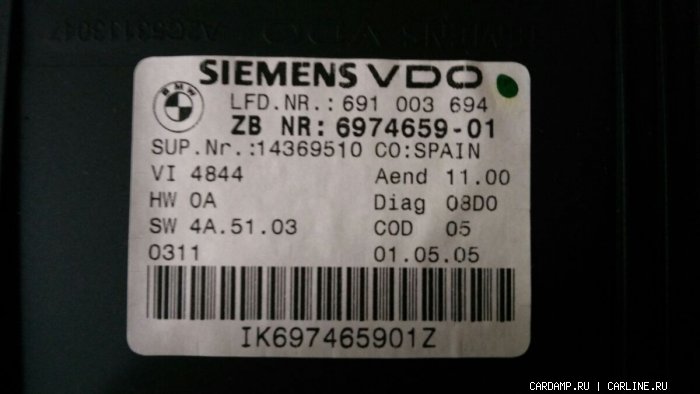 SIEMENS VDO
BMW
LFD.NR.: 691 003 694
ZB NR: 6974659-01
SUP.Nr.:14369510 CO:SPAIN
VI 4844 Aend 11.00
HW 0A Diag 08D0
SW 4A.51.03 COD 05
0311 01.05.05
IK697465901Z
CARDAMP.RU | CARLINE.RU